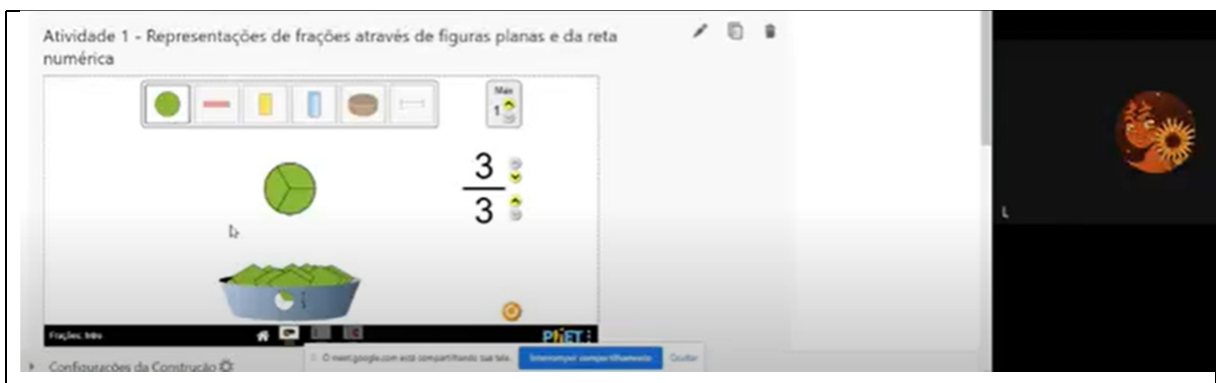 Atividade 1 - Representações de frações através de figuras planas e da reta
numérica
Max
1
3
3
Frações: Intro
PhET
Configurações da Construção
O meet.google.com está compartilhando sua tela.
Interromper compartilhamento
Ocultar
L